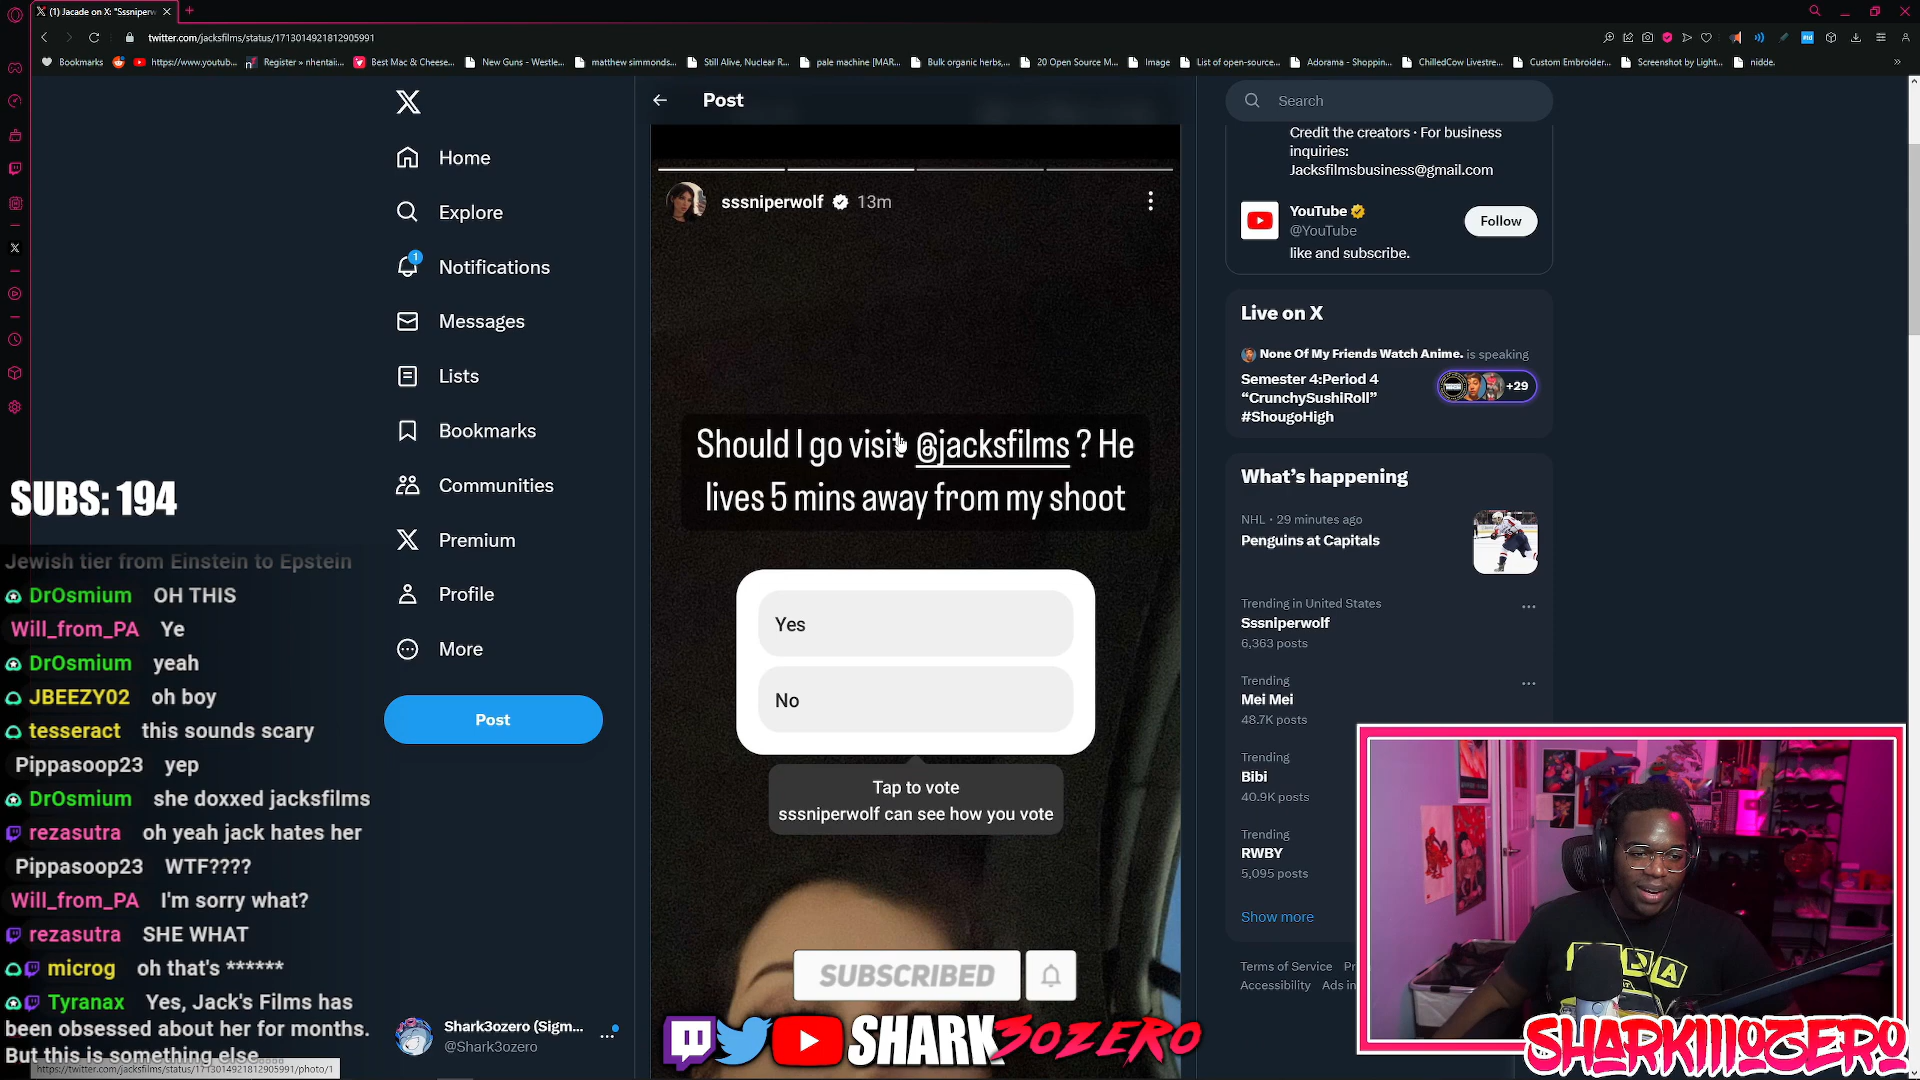 (1) Jacade on X: "Sssniperw
twitter.com/jacksfilms/status/1713014921812905991
Bookmarks
https://www.youtub...
Register » nhentai:...
Best Mac & Cheese...
New Guns - Westle...
matthew simmonds...
Still Alive, Nuclear R...
pale machine [MAR...
Bulk organic herbs,...
20 Open Source M...
Image
List of open-source...
Adorama - Shoppin...
ChilledCow Livestre...
Custom Embroider...
Screenshot by Light...
nidde.
Home
Explore
1
Notifications
Messages
Lists
Bookmarks
Communities
Premium
Profile
More
Post
Shark3ozero (Sigm...
@Shark3ozero
Post
sssniperwolf 13m
Should I go visit @jacksfilms ? He
lives 5 mins away from my shoot
Yes
No
Tap to vote
sssniperwolf can see how you vote
SUBSCRIBED
SHARK3OZERO
Search
Credit the creators · For business
inquiries:
Jacksfilmsbusiness@gmail.com
YouTube
@YouTube
like and subscribe.
Follow
Live on X
None Of My Friends Watch Anime. is speaking
Semester 4:Period 4
“CrunchySushiRoll”
#ShougoHigh
+29
What’s happening
NHL · 29 minutes ago
Penguins at Capitals
Trending in United States
Sssniperwolf
6,363 posts
Trending
Mei Mei
48.7K posts
Trending
Bibi
40.9K posts
Trending
RWBY
5,095 posts
Show more
Terms of Service Pr
Accessibility Ads in
SUBS: 194
Jewish tier from Einstein to Epstein
DrOsmium OH THIS
Will_from_PA Ye
DrOsmium yeah
JBEEZY02 oh boy
tesseract this sounds scary
Pippasoop23 yep
DrOsmium she doxxed jacksfilms
rezasutra oh yeah jack hates her
Pippasoop23 WTF????
Will_from_PA I'm sorry what?
rezasutra SHE WHAT
microg oh that's ******
Tyranax Yes, Jack's Films has
been obsessed about her for months.
But this is something else
https://twitter.com/jacksfilms/status/1713014921812905991/photo/1
SHARKIIIOZERO